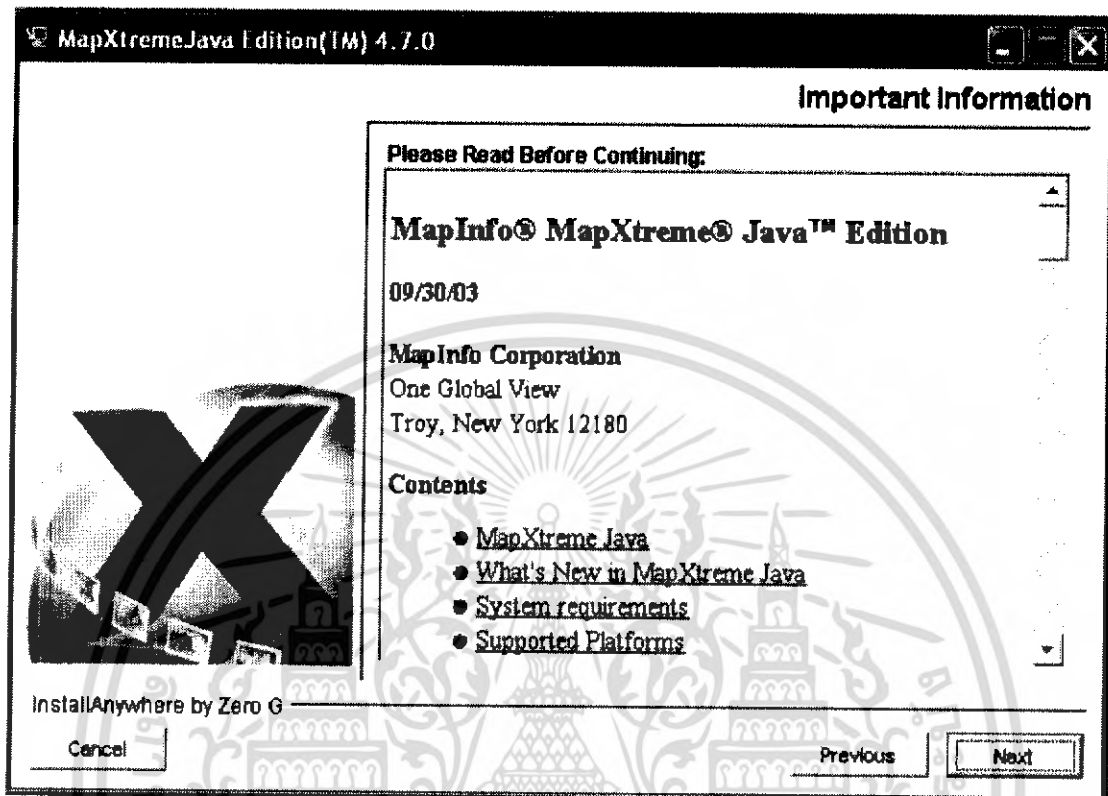 MapXtremeJava Edition(TM) 4.7.0
Important Information
Please Read Before Continuing:
MapInfo® MapXtreme® Java™ Edition
09/30/03
MapInfo Corporation
One Global View
Troy, New York 12180
Contents
MapXtreme Java
What's New in MapXtreme Java
System requirements
Supported Platforms
InstallAnywhere by Zero G
Cancel
Previous
Next